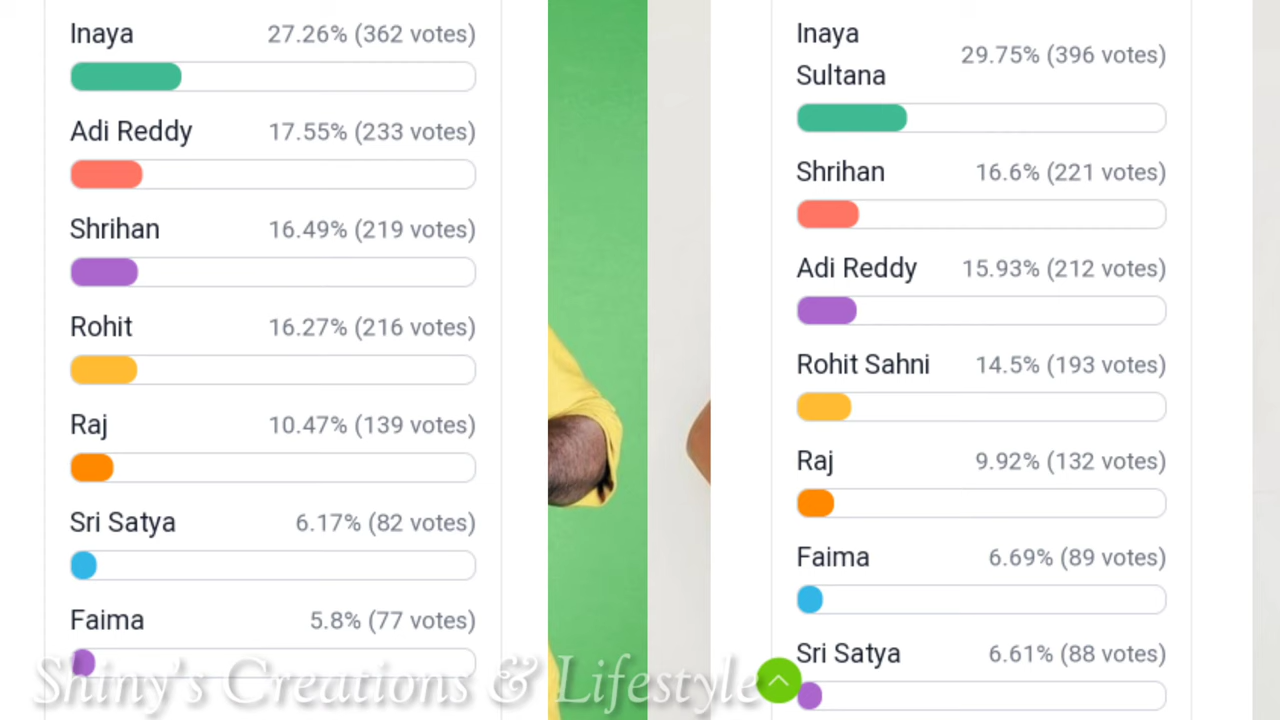 Inaya 27.26% (362 votes)
Adi Reddy 17.55% (233 votes)
Shrihan 16.49% (219 votes)
Rohit 16.27% (216 votes)
Raj 10.47% (139 votes)
Sri Satya 6.17% (82 votes)
Faima 5.8% (77 votes)
Inaya
Sultana 29.75% (396 votes)
Shrihan 16.6% (221 votes)
Adi Reddy 15.93% (212 votes)
Rohit Sahni 14.5% (193 votes)
Raj 9.92% (132 votes)
Faima 6.69% (89 votes)
Sri Satya 6.61% (88 votes)
Shiny's Creations & Lifestyle